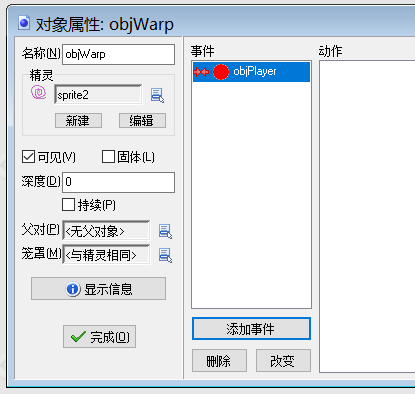 对象属性: objWarp
名称(N) objWarp
精灵
sprite2
新建 编辑
可见(V) 固体(L)
深度(D) 0
持续(P)
父对(P) <无父对象>
笼罩(M) <与精灵相同>
显示信息
完成(O)
事件
objPlayer
添加事件
删除 改变
动作